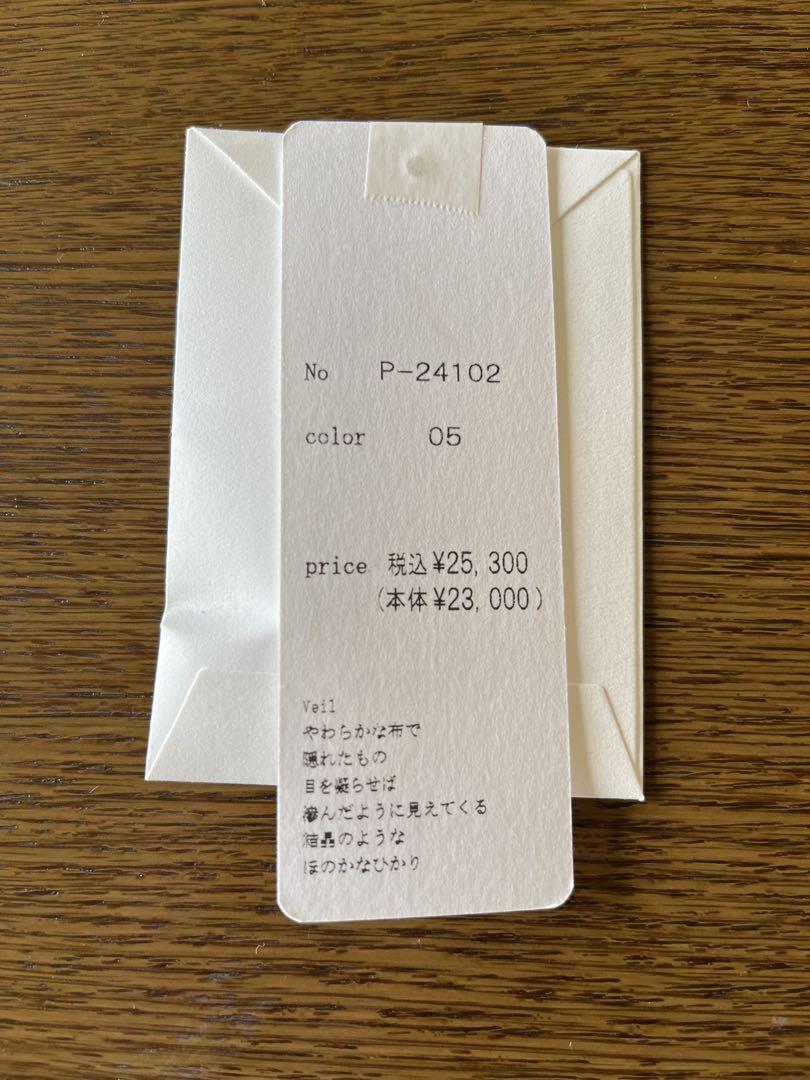 No P-24102
color 05
price 税込¥25,300
(本体¥23,000)
Veil
やわらかな布で
隠れたもの
目を凝らせば
滲んだように見えてくる
結晶のような
ほのかなひかり